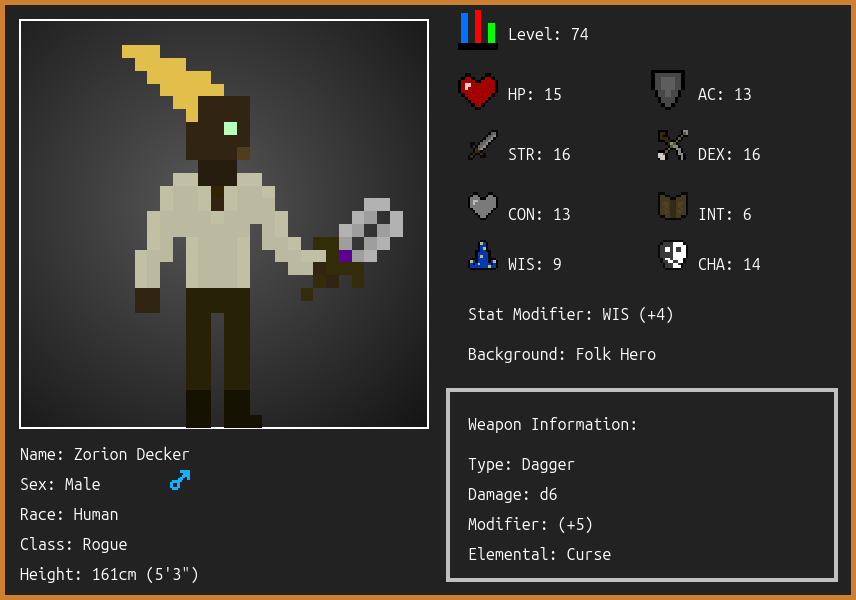 Level: 74
HP: 15
AC: 13
STR: 16
DEX: 16
CON: 13
INT: 6
WIS: 9
CHA: 14
Stat Modifier: WIS (+4)
Background: Folk Hero
Weapon Information:
Type: Dagger
Damage: d6
Modifier: (+5)
Elemental: Curse
Name: Zorion Decker
Sex: Male
Race: Human
Class: Rogue
Height: 161cm (5'3")